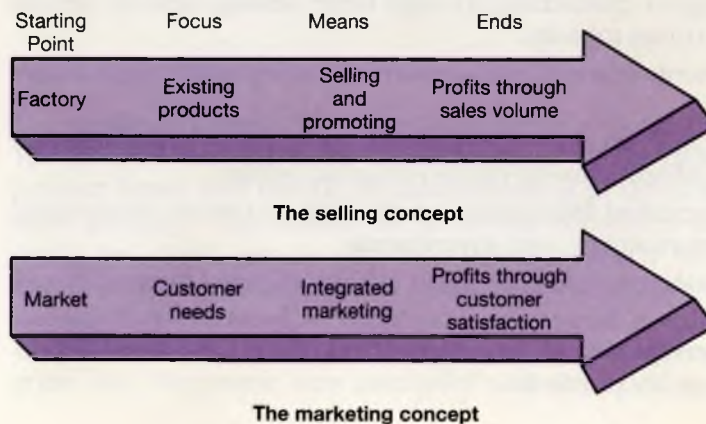 Starting Point
Focus
Means
Ends
Factory
Existing products
Selling and promoting
Profits through sales volume
The selling concept
Market
Customer needs
Integrated marketing
Profits through customer satisfaction
The marketing concept